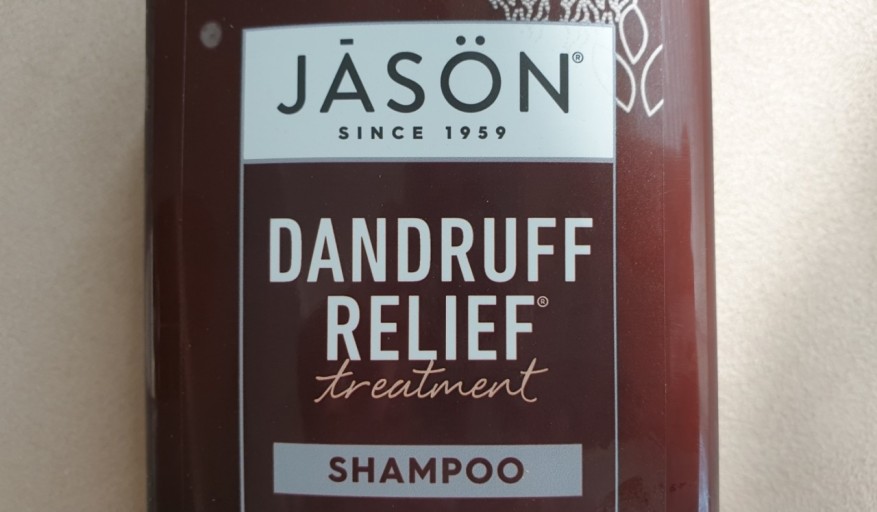 JĀSÖN®
SINCE 1959
DANDRUFF
RELIEF®
treatment
SHAMPOO